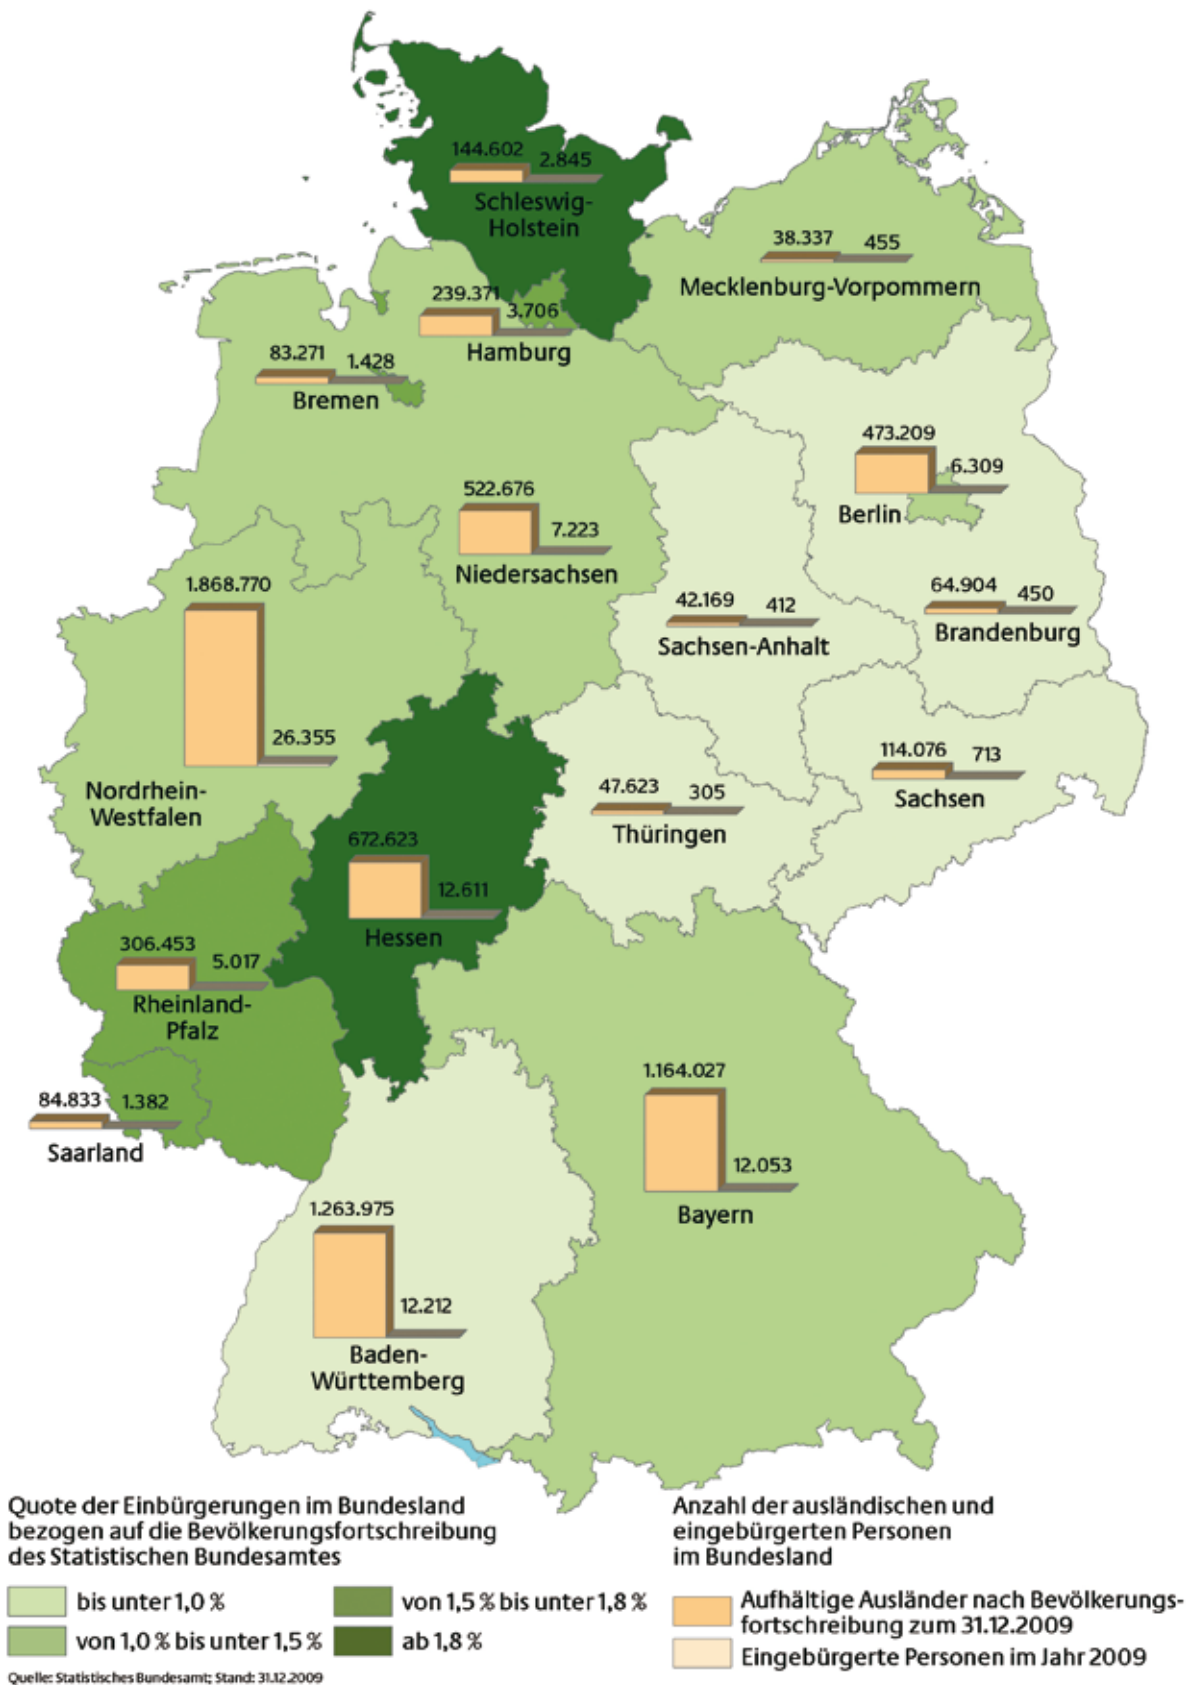 144.602 2.845
Schleswig-
Holstein
38.337 455
Mecklenburg-Vorpommern
239.371 3.706
Hamburg
83.271 1.428
Bremen
473.209
6.309
Berlin
522.676
7.223
Niedersachsen
1.868.770
26.355
Nordrhein-
Westfalen
42.169 412
Sachsen-Anhalt
64.904 450
Brandenburg
114.076 713
Sachsen
47.623 305
Thüringen
672.623
12.611
Hessen
306.453
5.017
Rheinland-
Pfalz
84.833 1.382
Saarland
1.164.027
12.053
Bayern
1.263.975
12.212
Baden-
Württemberg
Quote der Einbürgerungen im Bundesland
bezogen auf die Bevölkerungsfortschreibung
des Statistischen Bundesamtes
bis unter 1,0 %
von 1,0 % bis unter 1,5 %
von 1,5 % bis unter 1,8 %
ab 1,8 %
Quelle: Statistisches Bundesamt; Stand: 31.12.2009
Anzahl der ausländischen und
eingebürgerten Personen
im Bundesland
Aufhältige Ausländer nach Bevölkerungs-
fortschreibung zum 31.12.2009
Eingebürgerte Personen im Jahr 2009